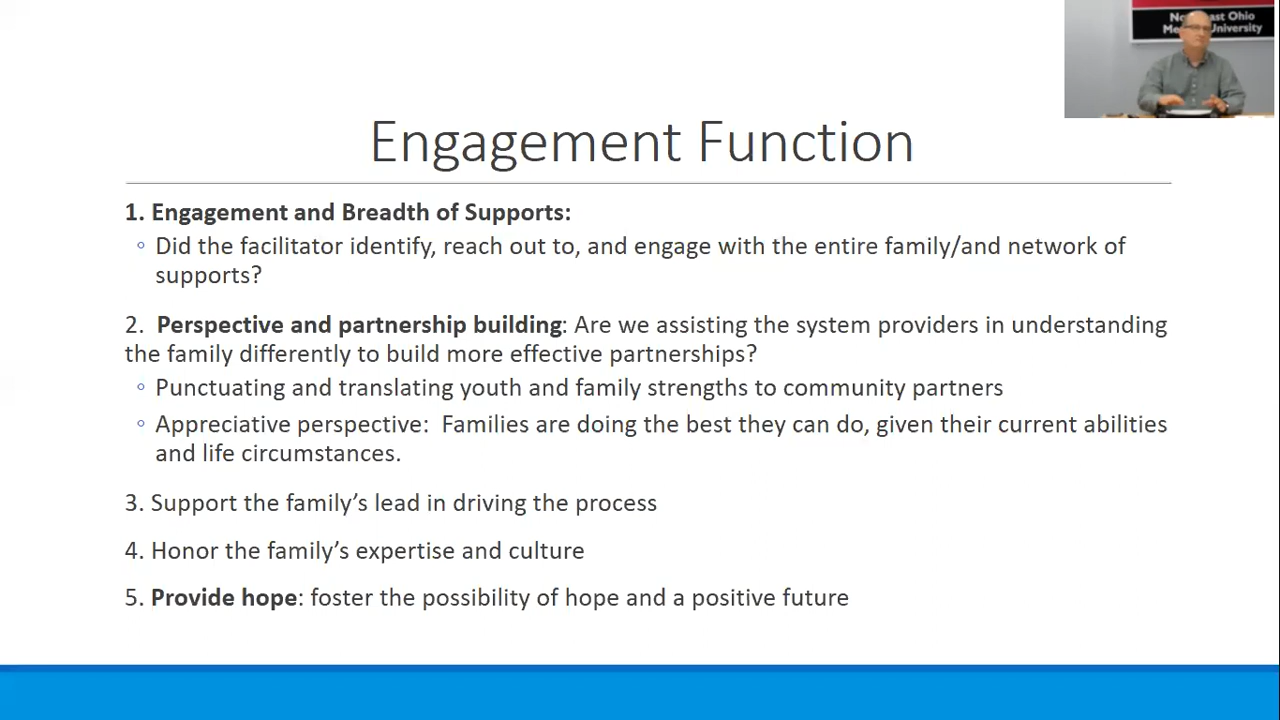 No east Ohio
Me University
Engagement Function
1. Engagement and Breadth of Supports:
◦ Did the facilitator identify, reach out to, and engage with the entire family/and network of
supports?
2. Perspective and partnership building: Are we assisting the system providers in understanding
the family differently to build more effective partnerships?
◦ Punctuating and translating youth and family strengths to community partners
◦ Appreciative perspective: Families are doing the best they can do, given their current abilities
and life circumstances.
3. Support the family’s lead in driving the process
4. Honor the family’s expertise and culture
5. Provide hope: foster the possibility of hope and a positive future